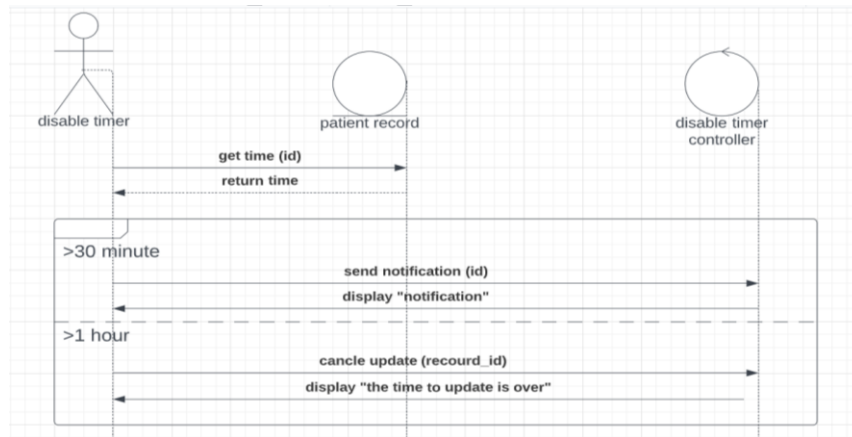 disable timer
patient record
disable timer
controller
get time (id)
return time
>30 minute
send notification (id)
display "notification"
>1 hour
cancle update (recourd_id)
display "the time to update is over"